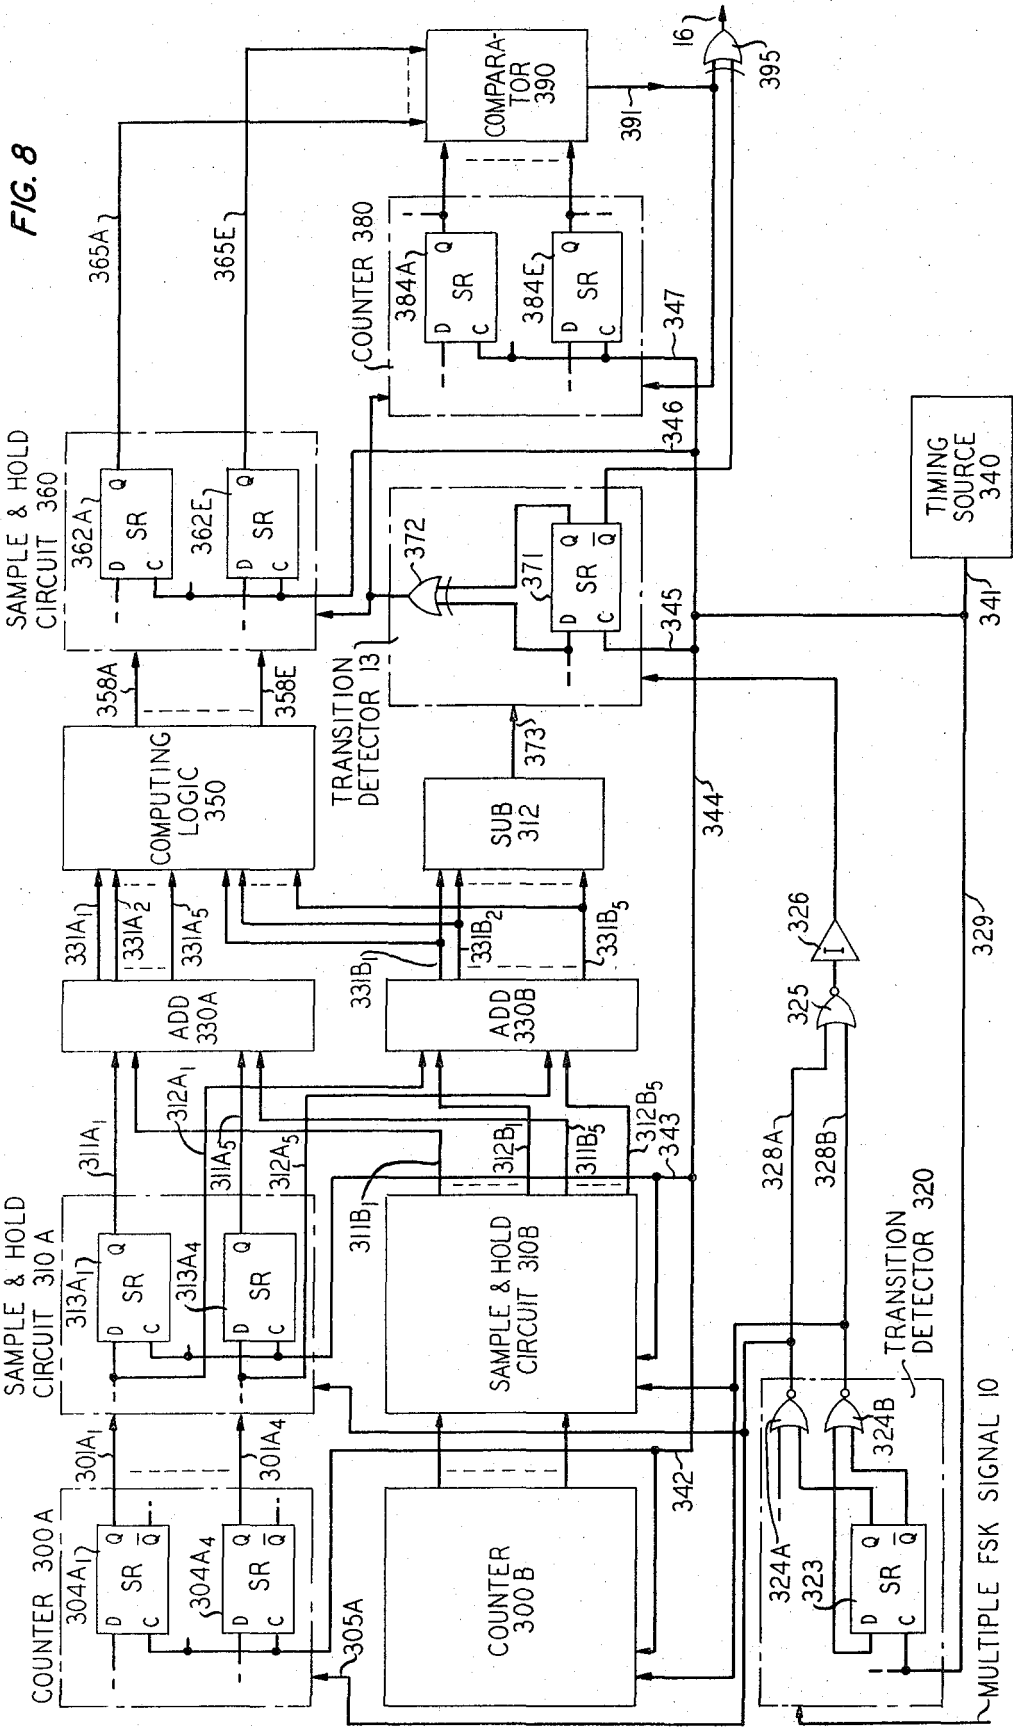 FIG. 8
SAMPLE & HOLD
CIRCUIT 310A
SAMPLE & HOLD
CIRCUIT 360
COUNTER 300A
304A1
D
SR
Q
C
Q
304A4
D
SR
Q
C
Q
305A
301A1
301A4
313A1
D
SR
Q
C
313A4
D
SR
Q
C
311A1
312A1
311A5
312A5
ADD
330A
331A1
331A2
331A5
COMPUTING
LOGIC
350
358A
358E
362A
D
SR
Q
C
362E
D
SR
Q
C
365A
365E
COUNTER
300B
SAMPLE & HOLD
CIRCUIT 310B
311B1
312B1
311B5
312B5
343
342
ADD
330B
331B1
331B2
331B5
SUB
312
373
TRANSITION
DETECTOR 13
372
371
D
SR
Q
C
Q
345
346
COUNTER 380
384A
D
SR
Q
C
384E
D
SR
Q
C
347
COMPARA-
TOR
390
391
16
395
344
TRANSITION
DETECTOR 320
324A
324B
323
D
SR
Q
C
Q
328A
328B
325
326
I
329
341
TIMING
SOURCE
340
MULTIPLE FSK SIGNAL 10